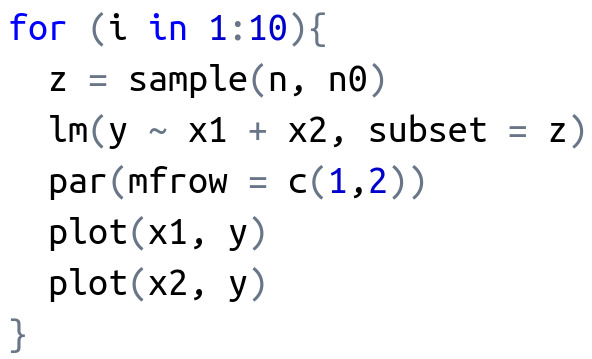 for (i in 1:10){
  z = sample(n, n0)
  lm(y ~ x1 + x2, subset = z)
  par(mfrow = c(1,2))
  plot(x1, y)
  plot(x2, y)
}